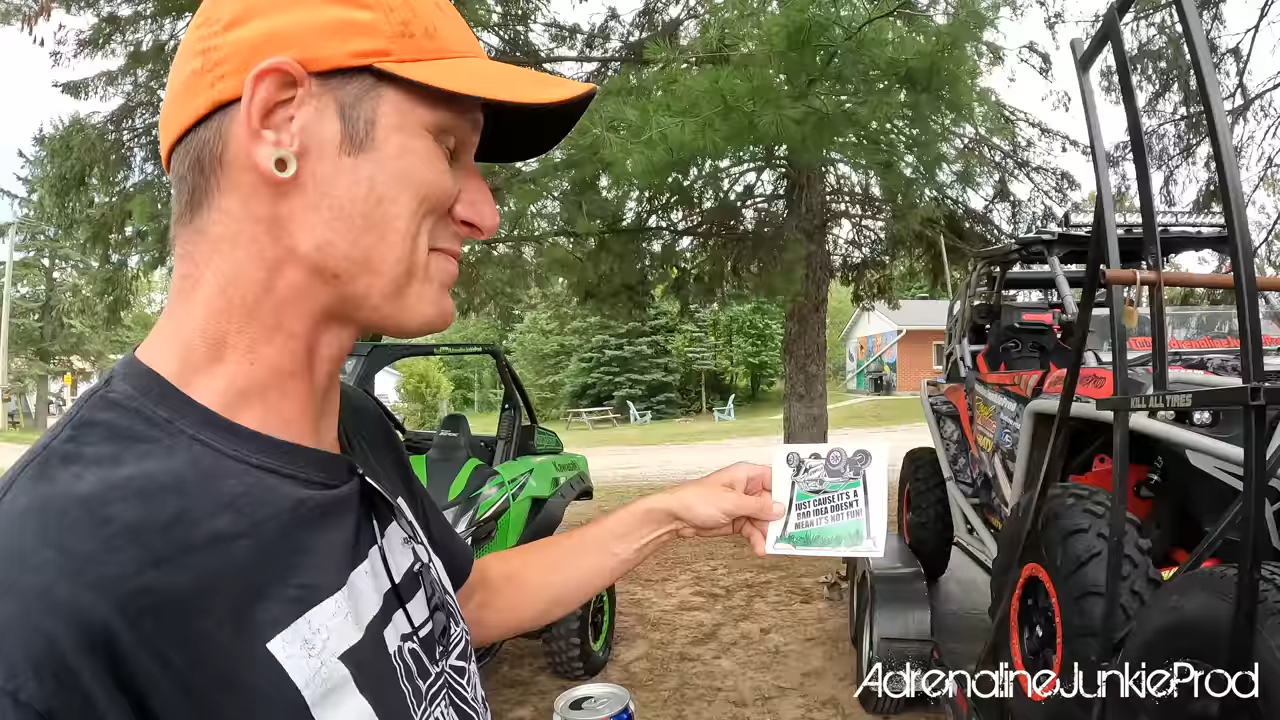 Kawasaki
JUST CAUSE IT'S A
BAD IDEA DOESN'T
MEAN IT'S NOT FUN!
KILL ALL TIRES
AdrenalineJunkieProd